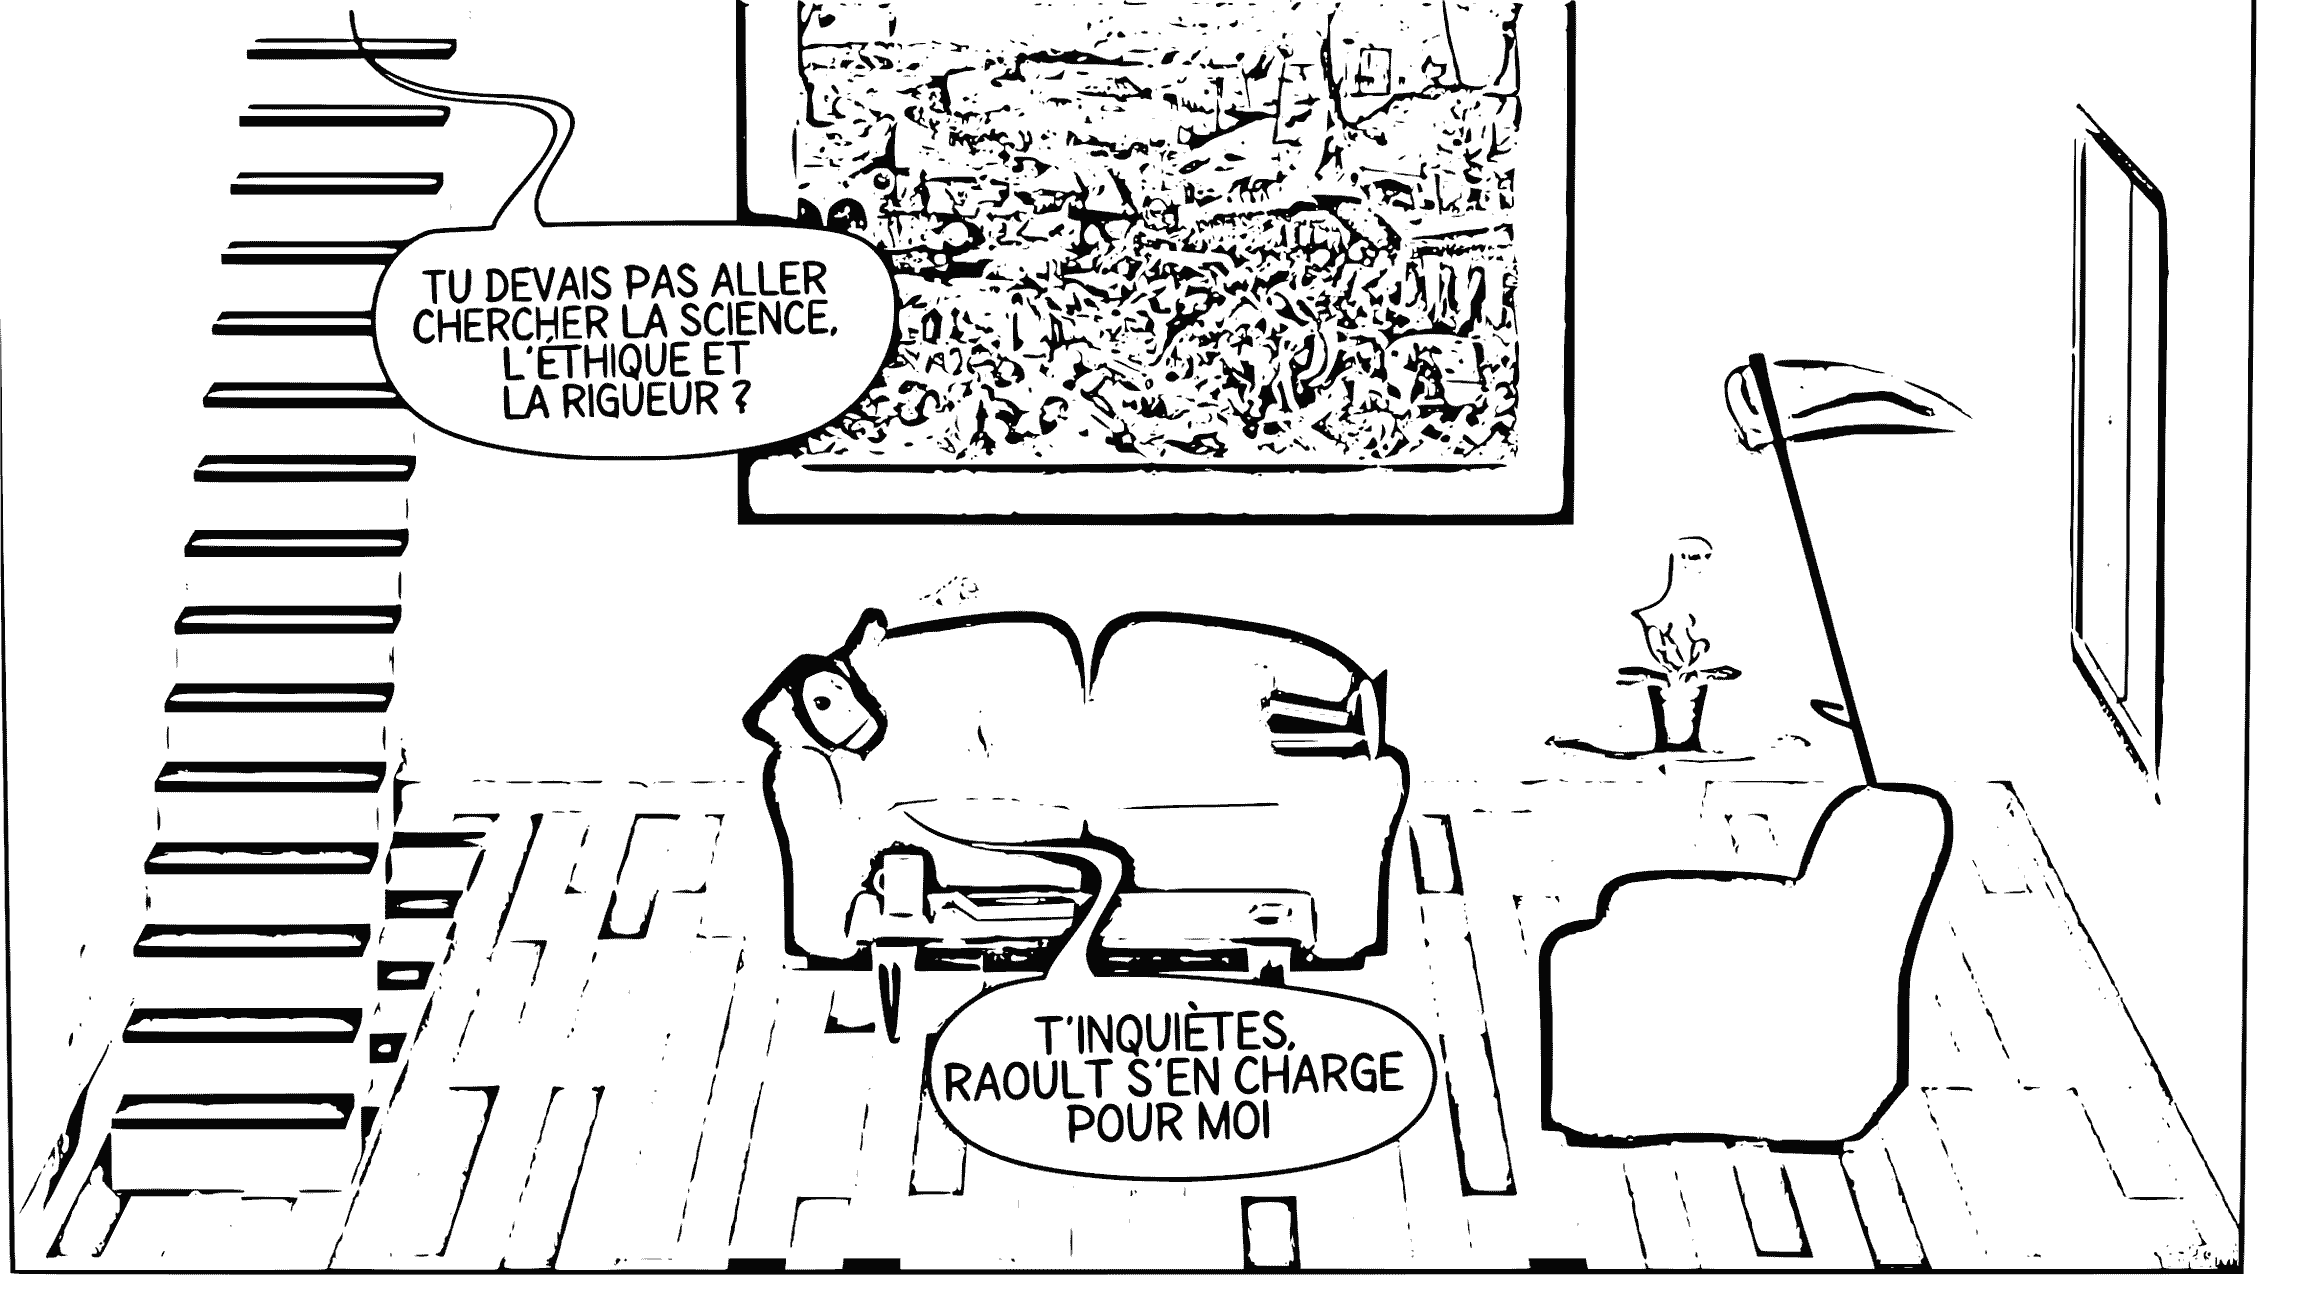 TU DEVAIS PAS ALLER
CHERCHER LA SCIENCE,
L'ÉTHIQUE ET
LA RIGUEUR ?
T'INQUIÈTES,
RAOULT S'EN CHARGE
POUR MOI